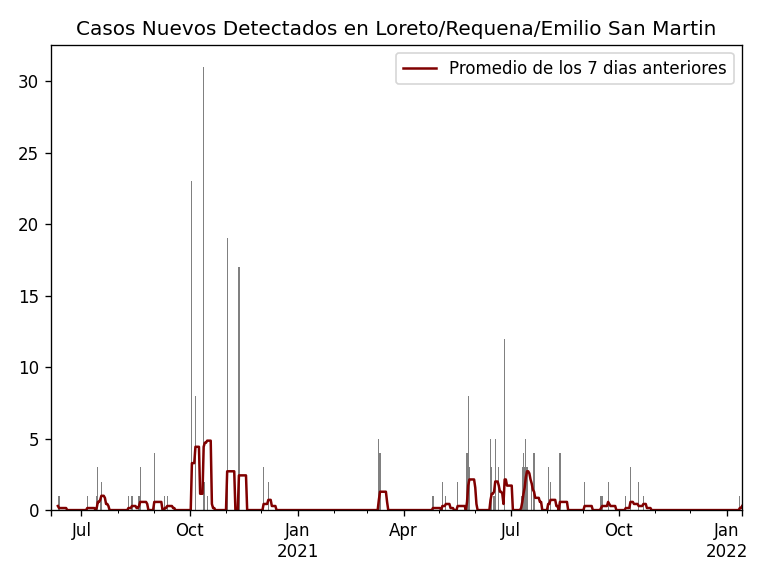 Casos Nuevos Detectados en Loreto/Requena/Emilio San Martin
Promedio de los 7 dias anteriores
30
25
20
15
10
5
0
Jul Oct Jan Apr Jul Oct Jan
2021 2022